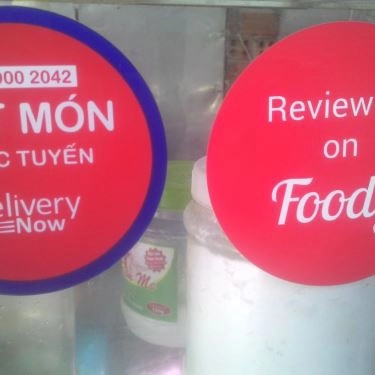 000 2042
MÓN
TUYẾN
elivery
Now
Review
on
Foody